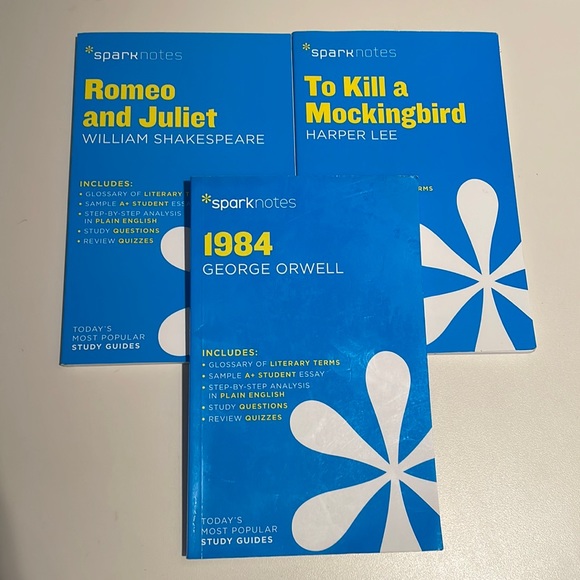 *sparknotes
Romeo
and Juliet
WILLIAM SHAKESPEARE
INCLUDES:
• GLOSSARY OF LITERARY
• SAMPLE A+ STUDENT
• STEP-BY-STEP ANALYSIS
IN PLAIN ENGLISH
• STUDY QUESTIONS
• REVIEW QUIZZES
TODAY'S
MOST POPULAR
STUDY GUIDES
*sparknotes
To Kill a
Mockingbird
HARPER LEE
*sparknotes
1984
GEORGE ORWELL
INCLUDES:
• GLOSSARY OF LITERARY TERMS
• SAMPLE A+ STUDENT ESSAY
• STEP-BY-STEP ANALYSIS
IN PLAIN ENGLISH
• STUDY QUESTIONS
• REVIEW QUIZZES
TODAY'S
MOST POPULAR
STUDY GUIDES